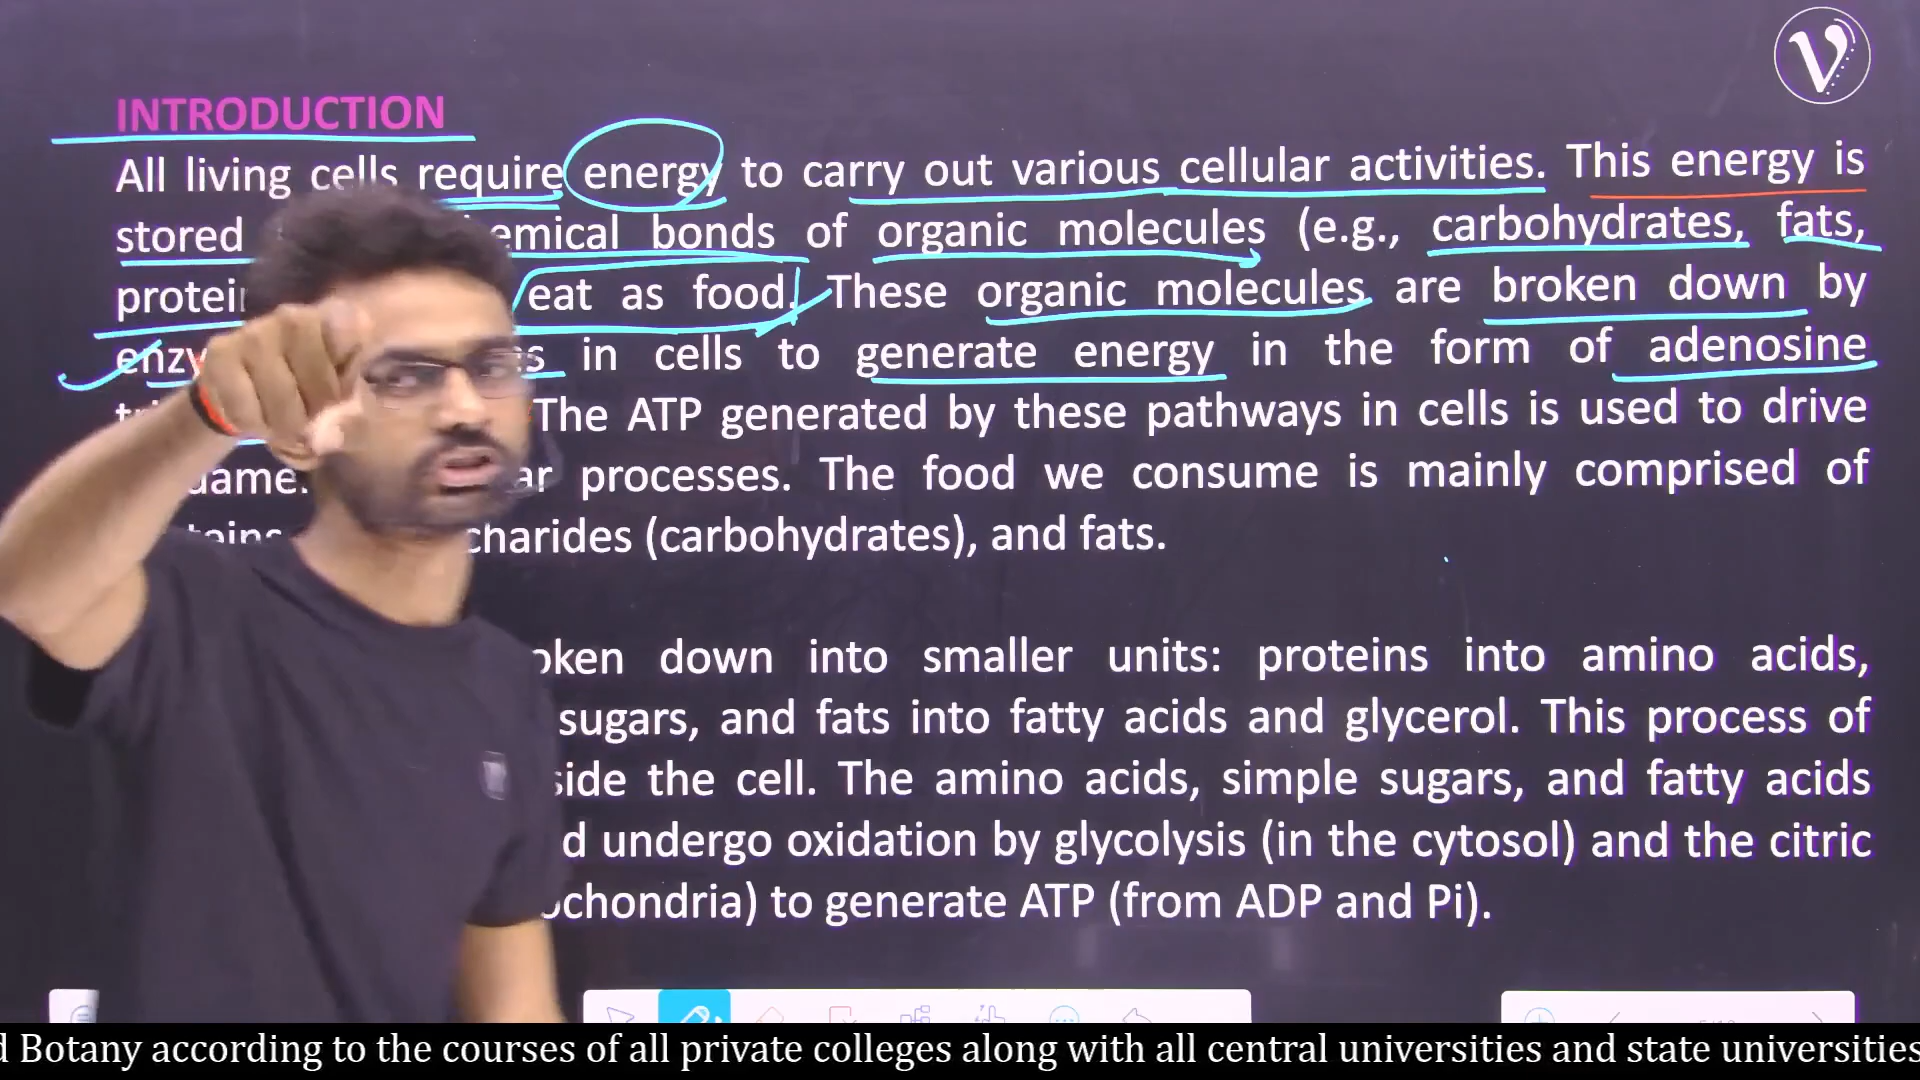 INTRODUCTION
All living cells require energy to carry out various cellular activities. This energy is
stored bonds of organic molecules (e.g., carbohydrates, fats,
eat as food. These organic molecules are broken down by
in cells to generate energy in the form of adenosine
The ATP generated by these pathways in cells is used to drive
processes. The food we consume is mainly comprised of
(carbohydrates), and fats.
down into smaller units: proteins into amino acids,
sugars, and fats into fatty acids and glycerol. This process of
the cell. The amino acids, simple sugars, and fatty acids
undergo oxidation by glycolysis (in the cytosol) and the citric
to generate ATP (from ADP and Pi).
Botany according to the courses of all private colleges along with all central universities and state universities